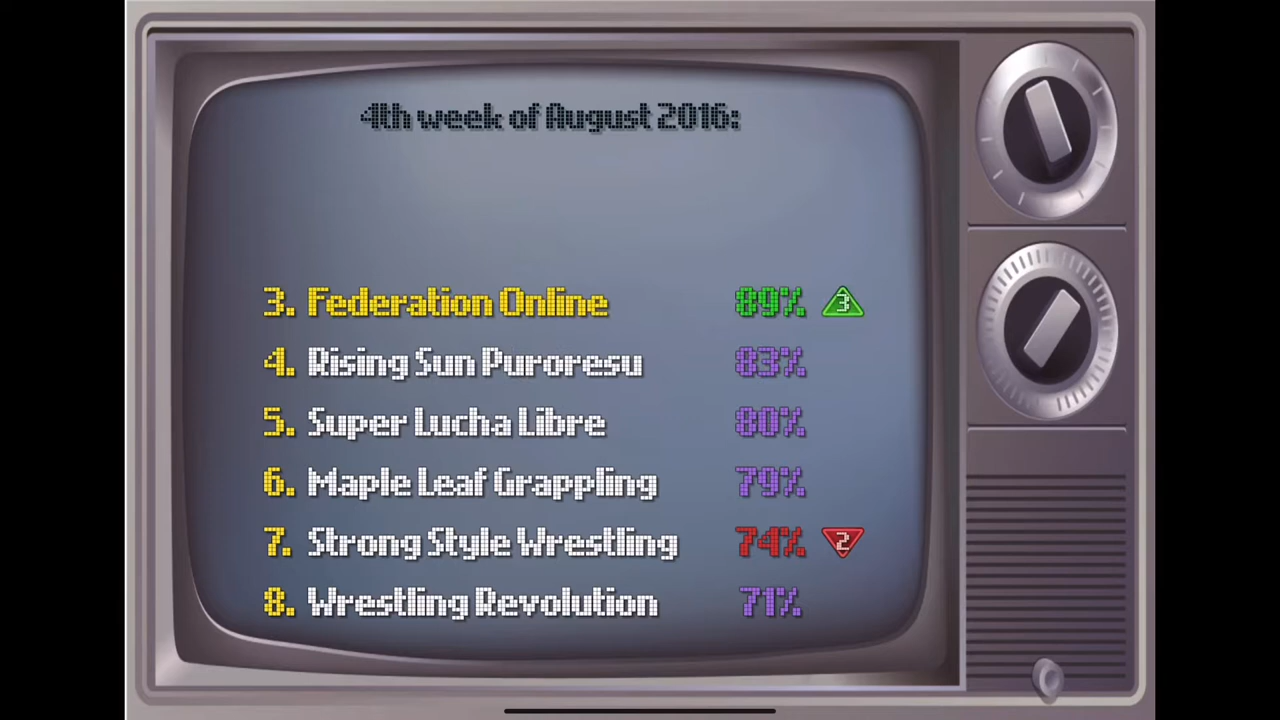 4th week of August 2016:
3. Federation Online 89% 3
4. Rising Sun Puroresu 83%
5. Super Lucha Libre 80%
6. Maple Leaf Grappling 79%
7. Strong Style Wrestling 74% 2
8. Wrestling Revolution 71%